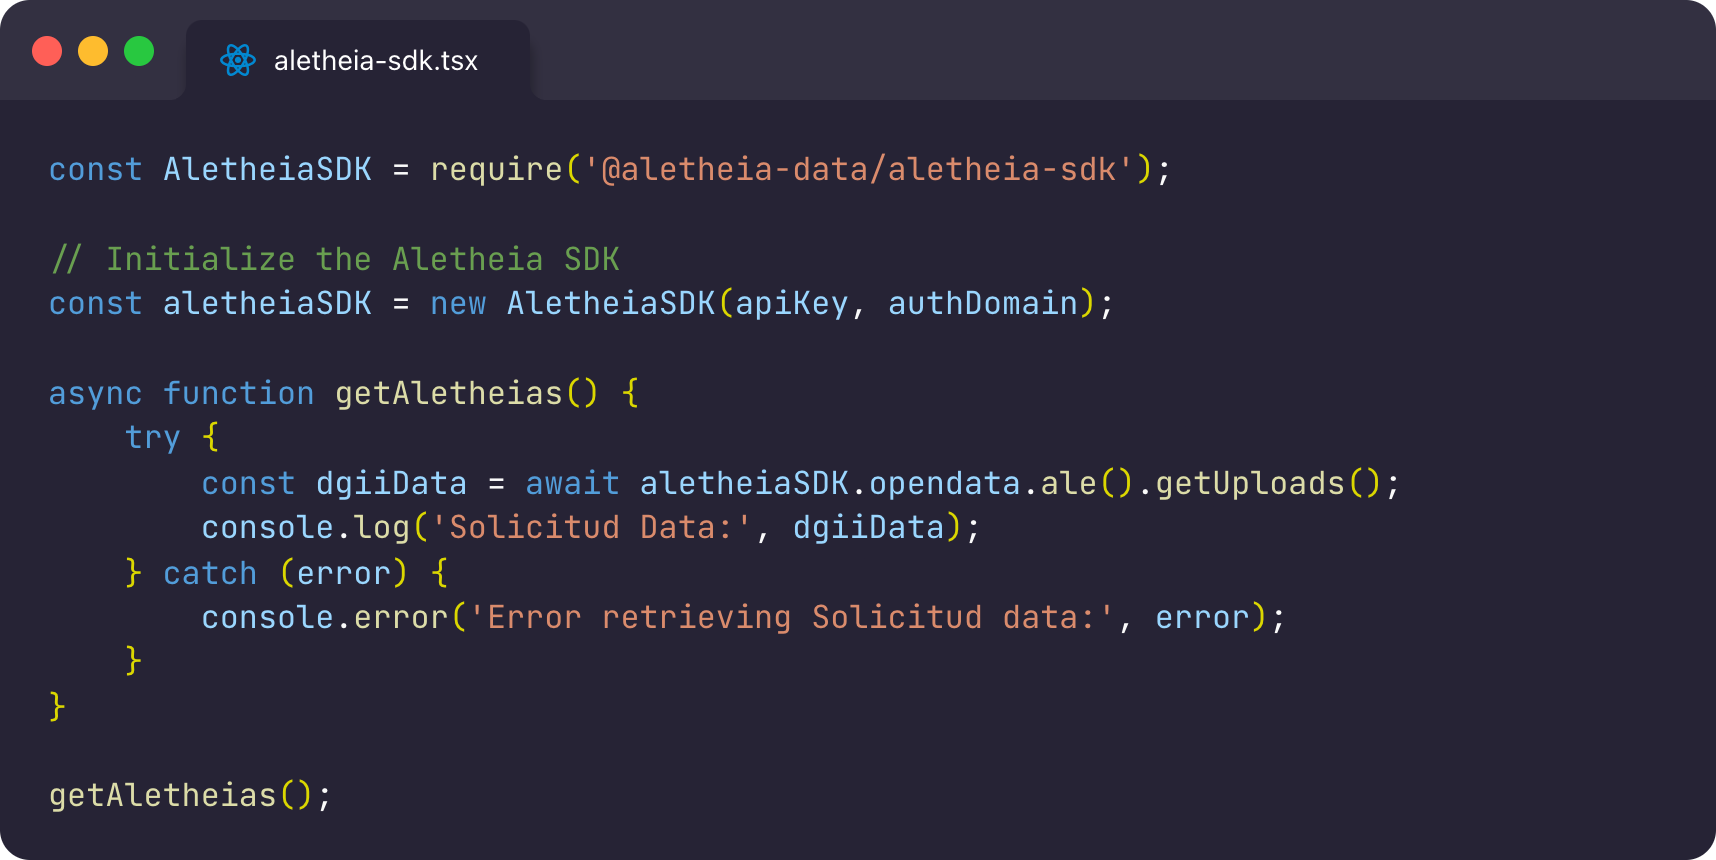 aletheia-sdk.tsx
const AletheiaSDK = require('@aletheia-data/aletheia-sdk');
// Initialize the Aletheia SDK
const aletheiaSDK = new AletheiaSDK(apiKey, authDomain);
async function getAletheias() {
    try {
        const dgiiData = await aletheiaSDK.opendata.ale().getUploads();
        console.log('Solicitud Data:', dgiiData);
    } catch (error) {
        console.error('Error retrieving Solicitud data:', error);
    }
}
getAletheias();